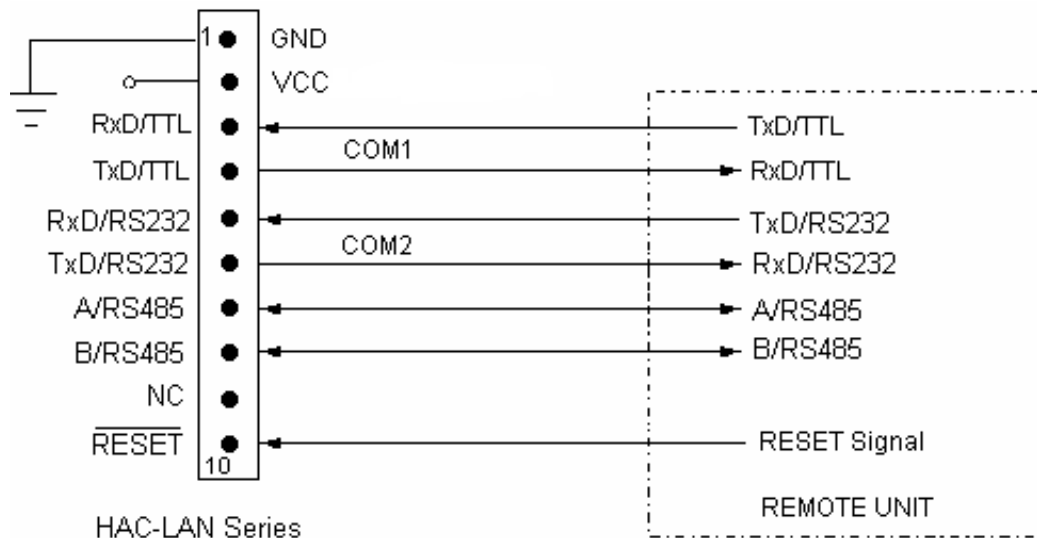 1 GND
VCC
RxD/TTL TxD/TTL
COM1
TxD/TTL RxD/TTL
RxD/RS232 TxD/RS232
COM2
TxD/RS232 RxD/RS232
A/RS485 A/RS485
B/RS485 B/RS485
NC
RESET RESET Signal
10
REMOTE UNIT
HAC-LAN Series